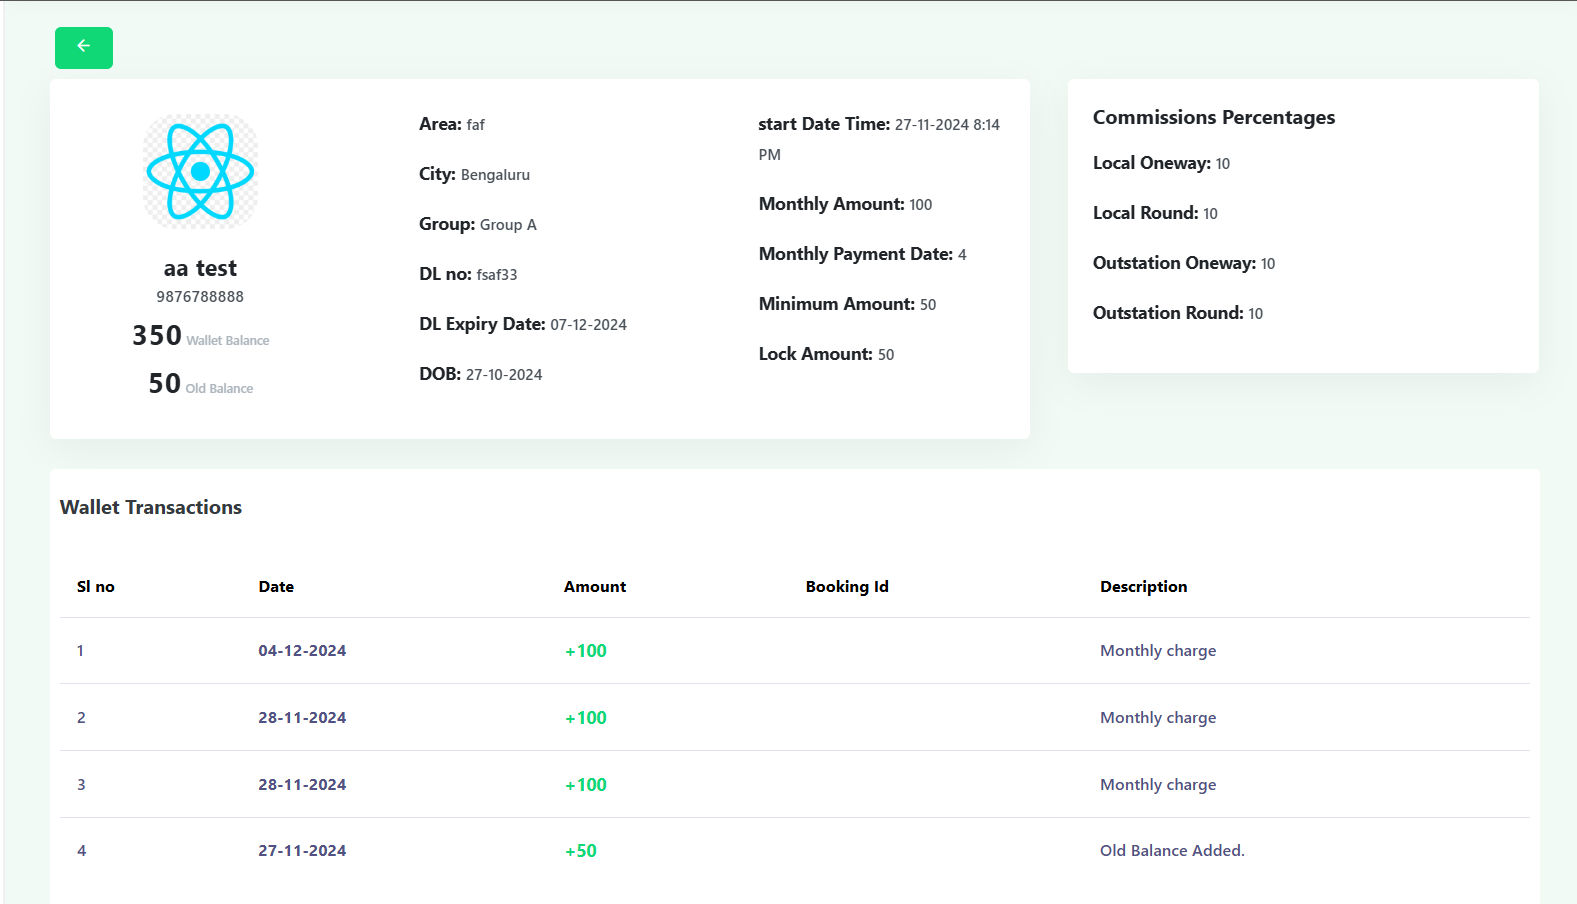 aa test
9876788888
350 Wallet Balance
50 Old Balance
Area: faf
City: Bengaluru
Group: Group A
DL no: fsaf33
DL Expiry Date: 07-12-2024
DOB: 27-10-2024
start Date Time: 27-11-2024 8:14
PM
Monthly Amount: 100
Monthly Payment Date: 4
Minimum Amount: 50
Lock Amount: 50
Commissions Percentages
Local Oneway: 10
Local Round: 10
Outstation Oneway: 10
Outstation Round: 10
Wallet Transactions
Sl no Date Amount Booking Id Description
1 04-12-2024 +100 Monthly charge
2 28-11-2024 +100 Monthly charge
3 28-11-2024 +100 Monthly charge
4 27-11-2024 +50 Old Balance Added.